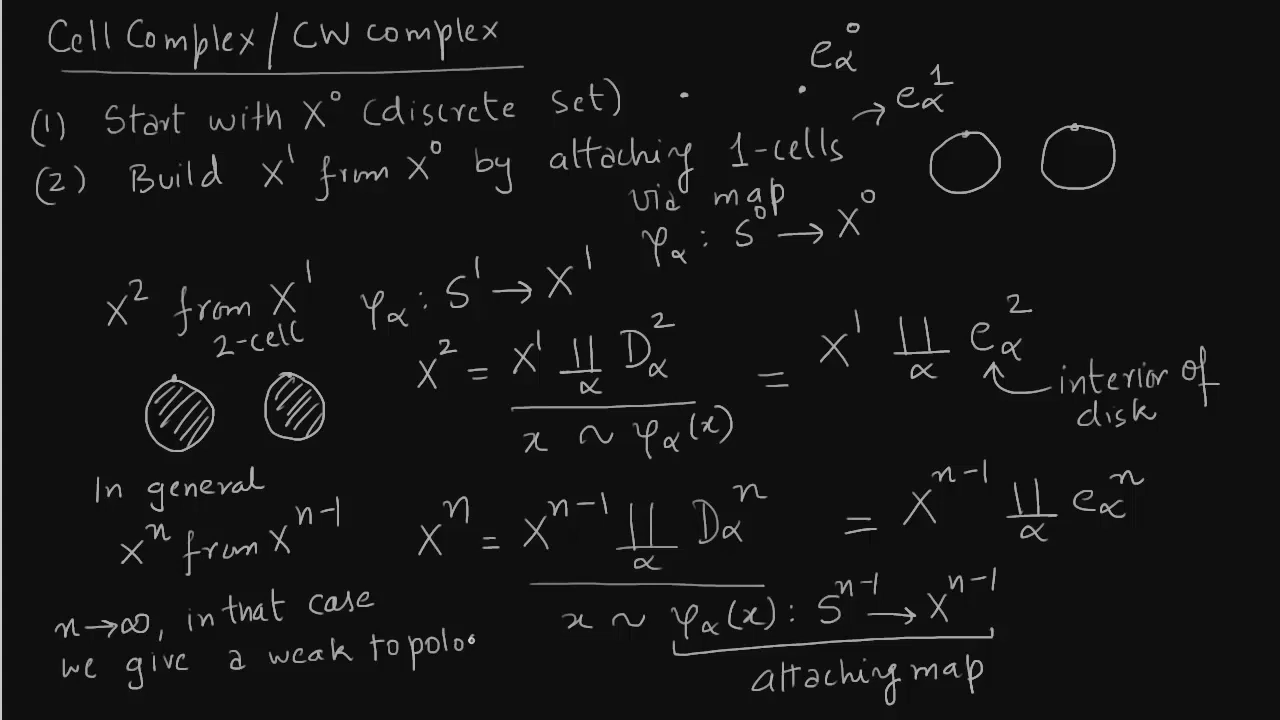 Cell Complex / CW complex
e_α^0
(1) Start with X^0 (discrete set)
→ e_α^1
(2) Build X^1 from X^0 by attaching 1-cells
via map
φ_α : S^0 → X^0
X^2 from X^1 φ_α : S^1 → X^1
2-cell
X^2 = X^1 ∐_α D_α^2 / x ~ φ_α(x) = X^1 ∐_α e_α^2
interior of
disk
In general
X^n from X^{n-1} X^n = X^{n-1} ∐_α D_α^n / x ~ φ_α(x) : S^{n-1} → X^{n-1} = X^{n-1} ∐_α e_α^n
attaching map
n→∞, in that case
we give a weak topolo